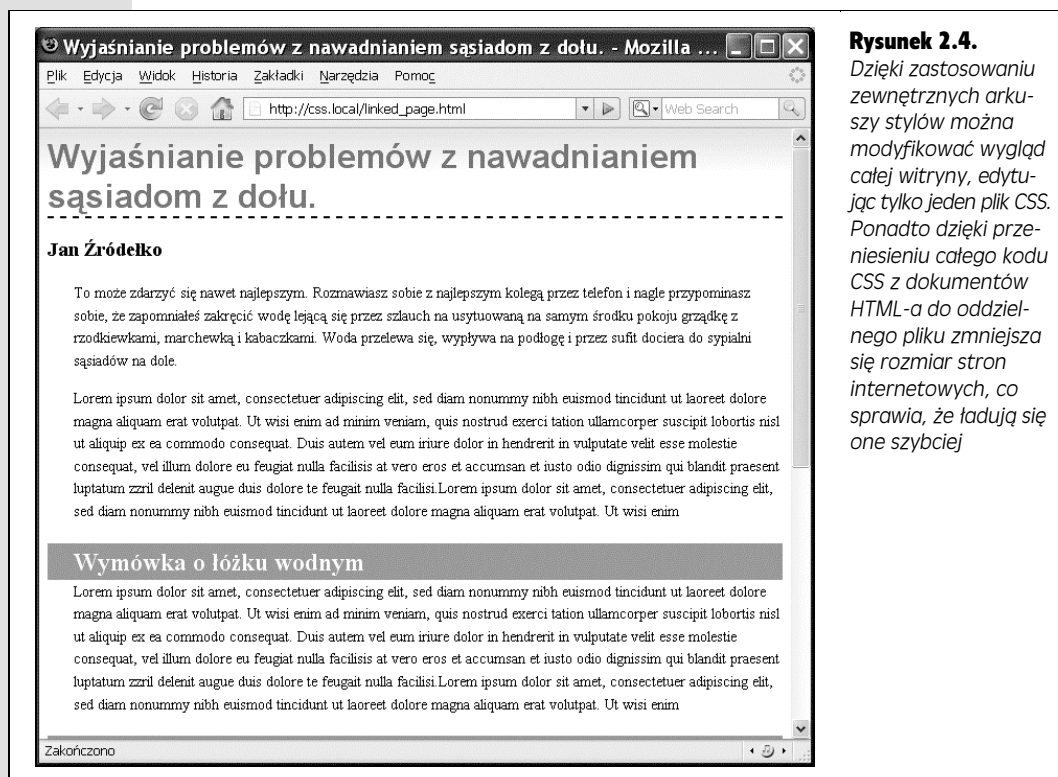 Wyjaśnianie problemów z nawadnianiem sąsiadom z dołu. - Mozilla ...
Plik Edycja Widok Historia Zakładki Narzędzia Pomoc
http://css.local/linked_page.html Web Search
Wyjaśnianie problemów z nawadnianiem
sąsiadom z dołu.
Jan Źródełko
To może zdarzyć się nawet najlepszym. Rozmawiasz sobie z najlepszym kolegą przez telefon i nagle przypominasz
sobie, że zapomniałeś zakręcić wodę lejącą się przez szlauch na usytuowaną na samym środku pokoju grządkę z
rzodkiewkami, marchewką i kabaczkami. Woda przelewa się, wypływa na podłogę i przez sufit dociera do sypialni
sąsiadów na dole.
Lorem ipsum dolor sit amet, consectetuer adipiscing elit, sed diam nonummy nibh euismod tincidunt ut laoreet dolore
magna aliquam erat volutpat. Ut wisi enim ad minim veniam, quis nostrud exerci tation ullamcorper suscipit lobortis nisl
ut aliquip ex ea commodo consequat. Duis autem vel eum iriure dolor in hendrerit in vulputate velit esse molestie
consequat, vel illum dolore eu feugiat nulla facilisis at vero eros et accumsan et iusto odio dignissim qui blandit praesent
luptatum zzril delenit augue duis dolore te feugait nulla facilisi.Lorem ipsum dolor sit amet, consectetuer adipiscing elit,
sed diam nonummy nibh euismod tincidunt ut laoreet dolore magna aliquam erat volutpat. Ut wisi enim
Wymówka o łóżku wodnym
Lorem ipsum dolor sit amet, consectetuer adipiscing elit, sed diam nonummy nibh euismod tincidunt ut laoreet dolore
magna aliquam erat volutpat. Ut wisi enim ad minim veniam, quis nostrud exerci tation ullamcorper suscipit lobortis nisl
ut aliquip ex ea commodo consequat. Duis autem vel eum iriure dolor in hendrerit in vulputate velit esse molestie
consequat, vel illum dolore eu feugiat nulla facilisis at vero eros et accumsan et iusto odio dignissim qui blandit praesent
luptatum zzril delenit augue duis dolore te feugait nulla facilisi.Lorem ipsum dolor sit amet, consectetuer adipiscing elit,
sed diam nonummy nibh euismod tincidunt ut laoreet dolore magna aliquam erat volutpat. Ut wisi enim
Zakończono
Rysunek 2.4.
Dzięki zastosowaniu
zewnętrznych arku-
szy stylów można
modyfikować wygląd
całej witryny, edytu-
jąc tylko jeden plik CSS.
Ponadto dzięki prze-
niesieniu całego kodu
CSS z dokumentów
HTML-a do oddziel-
nego pliku zmniejsza
się rozmiar stron
internetowych, co
sprawia, że ładują się
one szybciej